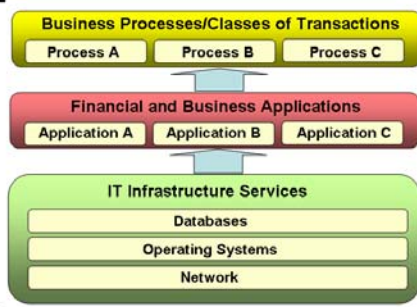 Business Processes/Classes of Transactions
Process A Process B Process C
Financial and Business Applications
Application A Application B Application C
IT Infrastructure Services
Databases
Operating Systems
Network